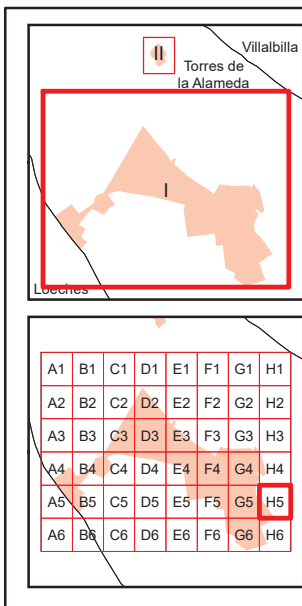 II
Villalbilla
Torres de
la Alameda
I
Loeches
A1 B1 C1 D1 E1 F1 G1 H1
A2 B2 C2 D2 E2 F2 G2 H2
A3 B3 C3 D3 E3 F3 G3 H3
A4 B4 C4 D4 E4 F4 G4 H4
A5 B5 C5 D5 E5 F5 G5 H5
A6 B6 C6 D6 E6 F6 G6 H6